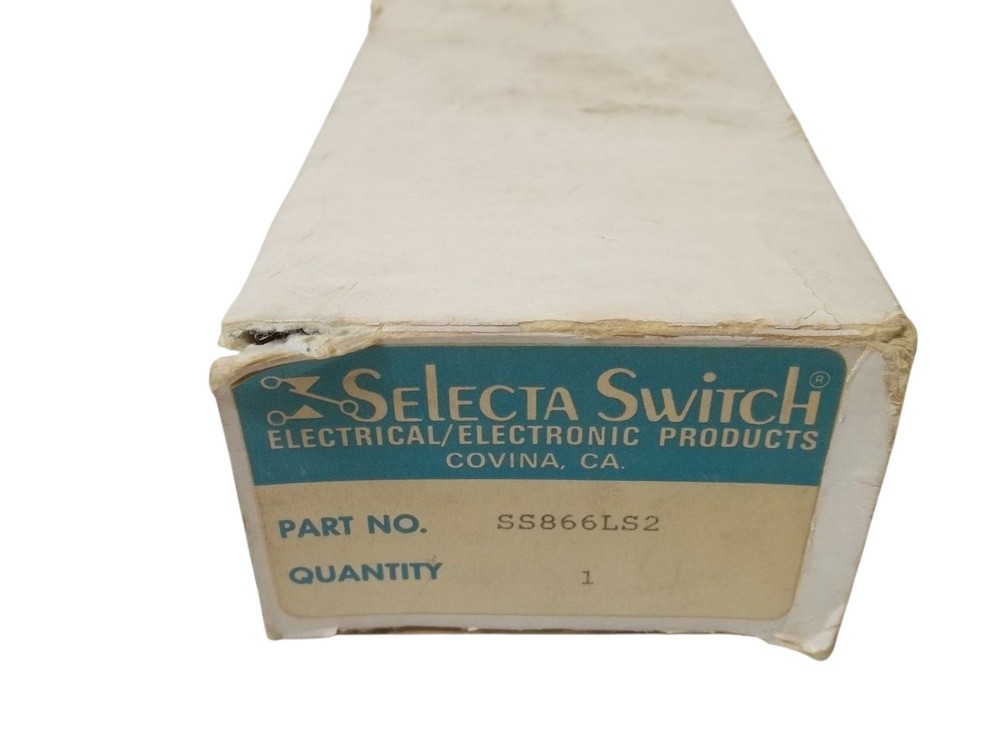 SELECTA SWITCH®
ELECTRICAL/ELECTRONIC PRODUCTS
COVINA, CA.
PART NO. SS866LS2
QUANTITY 1